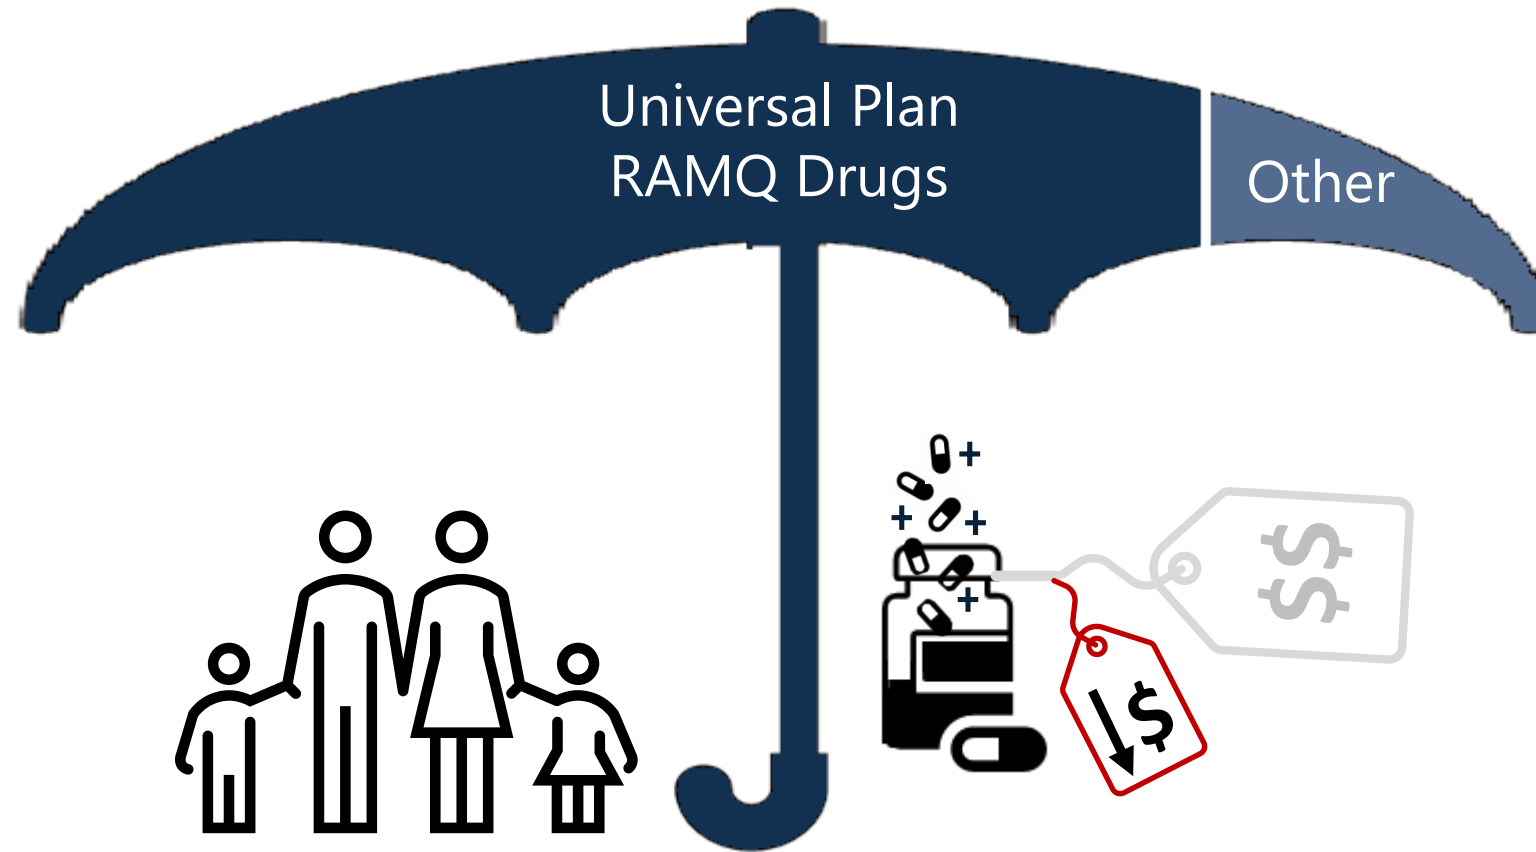 Universal Plan
RAMQ Drugs
Other
+
+
+
+
$$
$